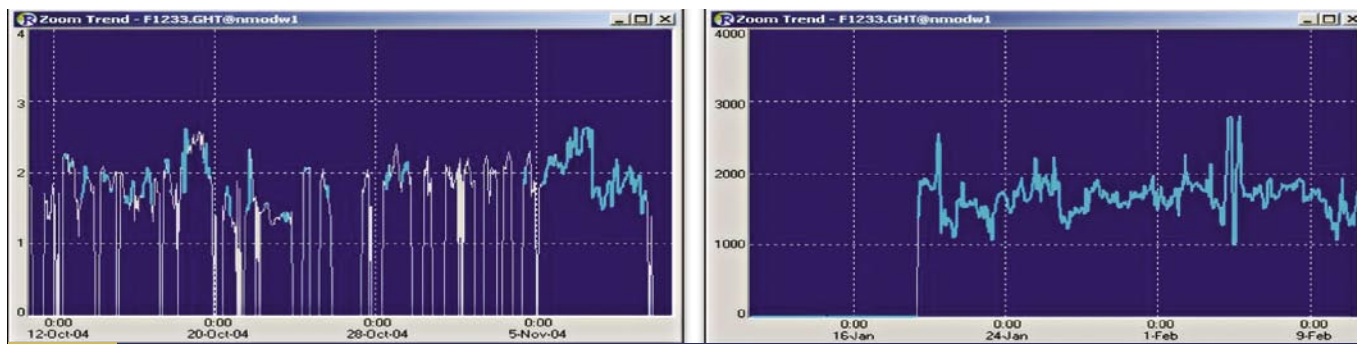 Zoom Trend - F1233.GHT@nmodw1
4
3
2
1
0
0:00 0:00 0:00 0:00
12-Oct-04 20-Oct-04 28-Oct-04 5-Nov-04
Zoom Trend - F1233.GHT@nmodw1
4000
3000
2000
1000
0
0:00 0:00 0:00 0:00
16-Jan 24-Jan 1-Feb 9-Feb